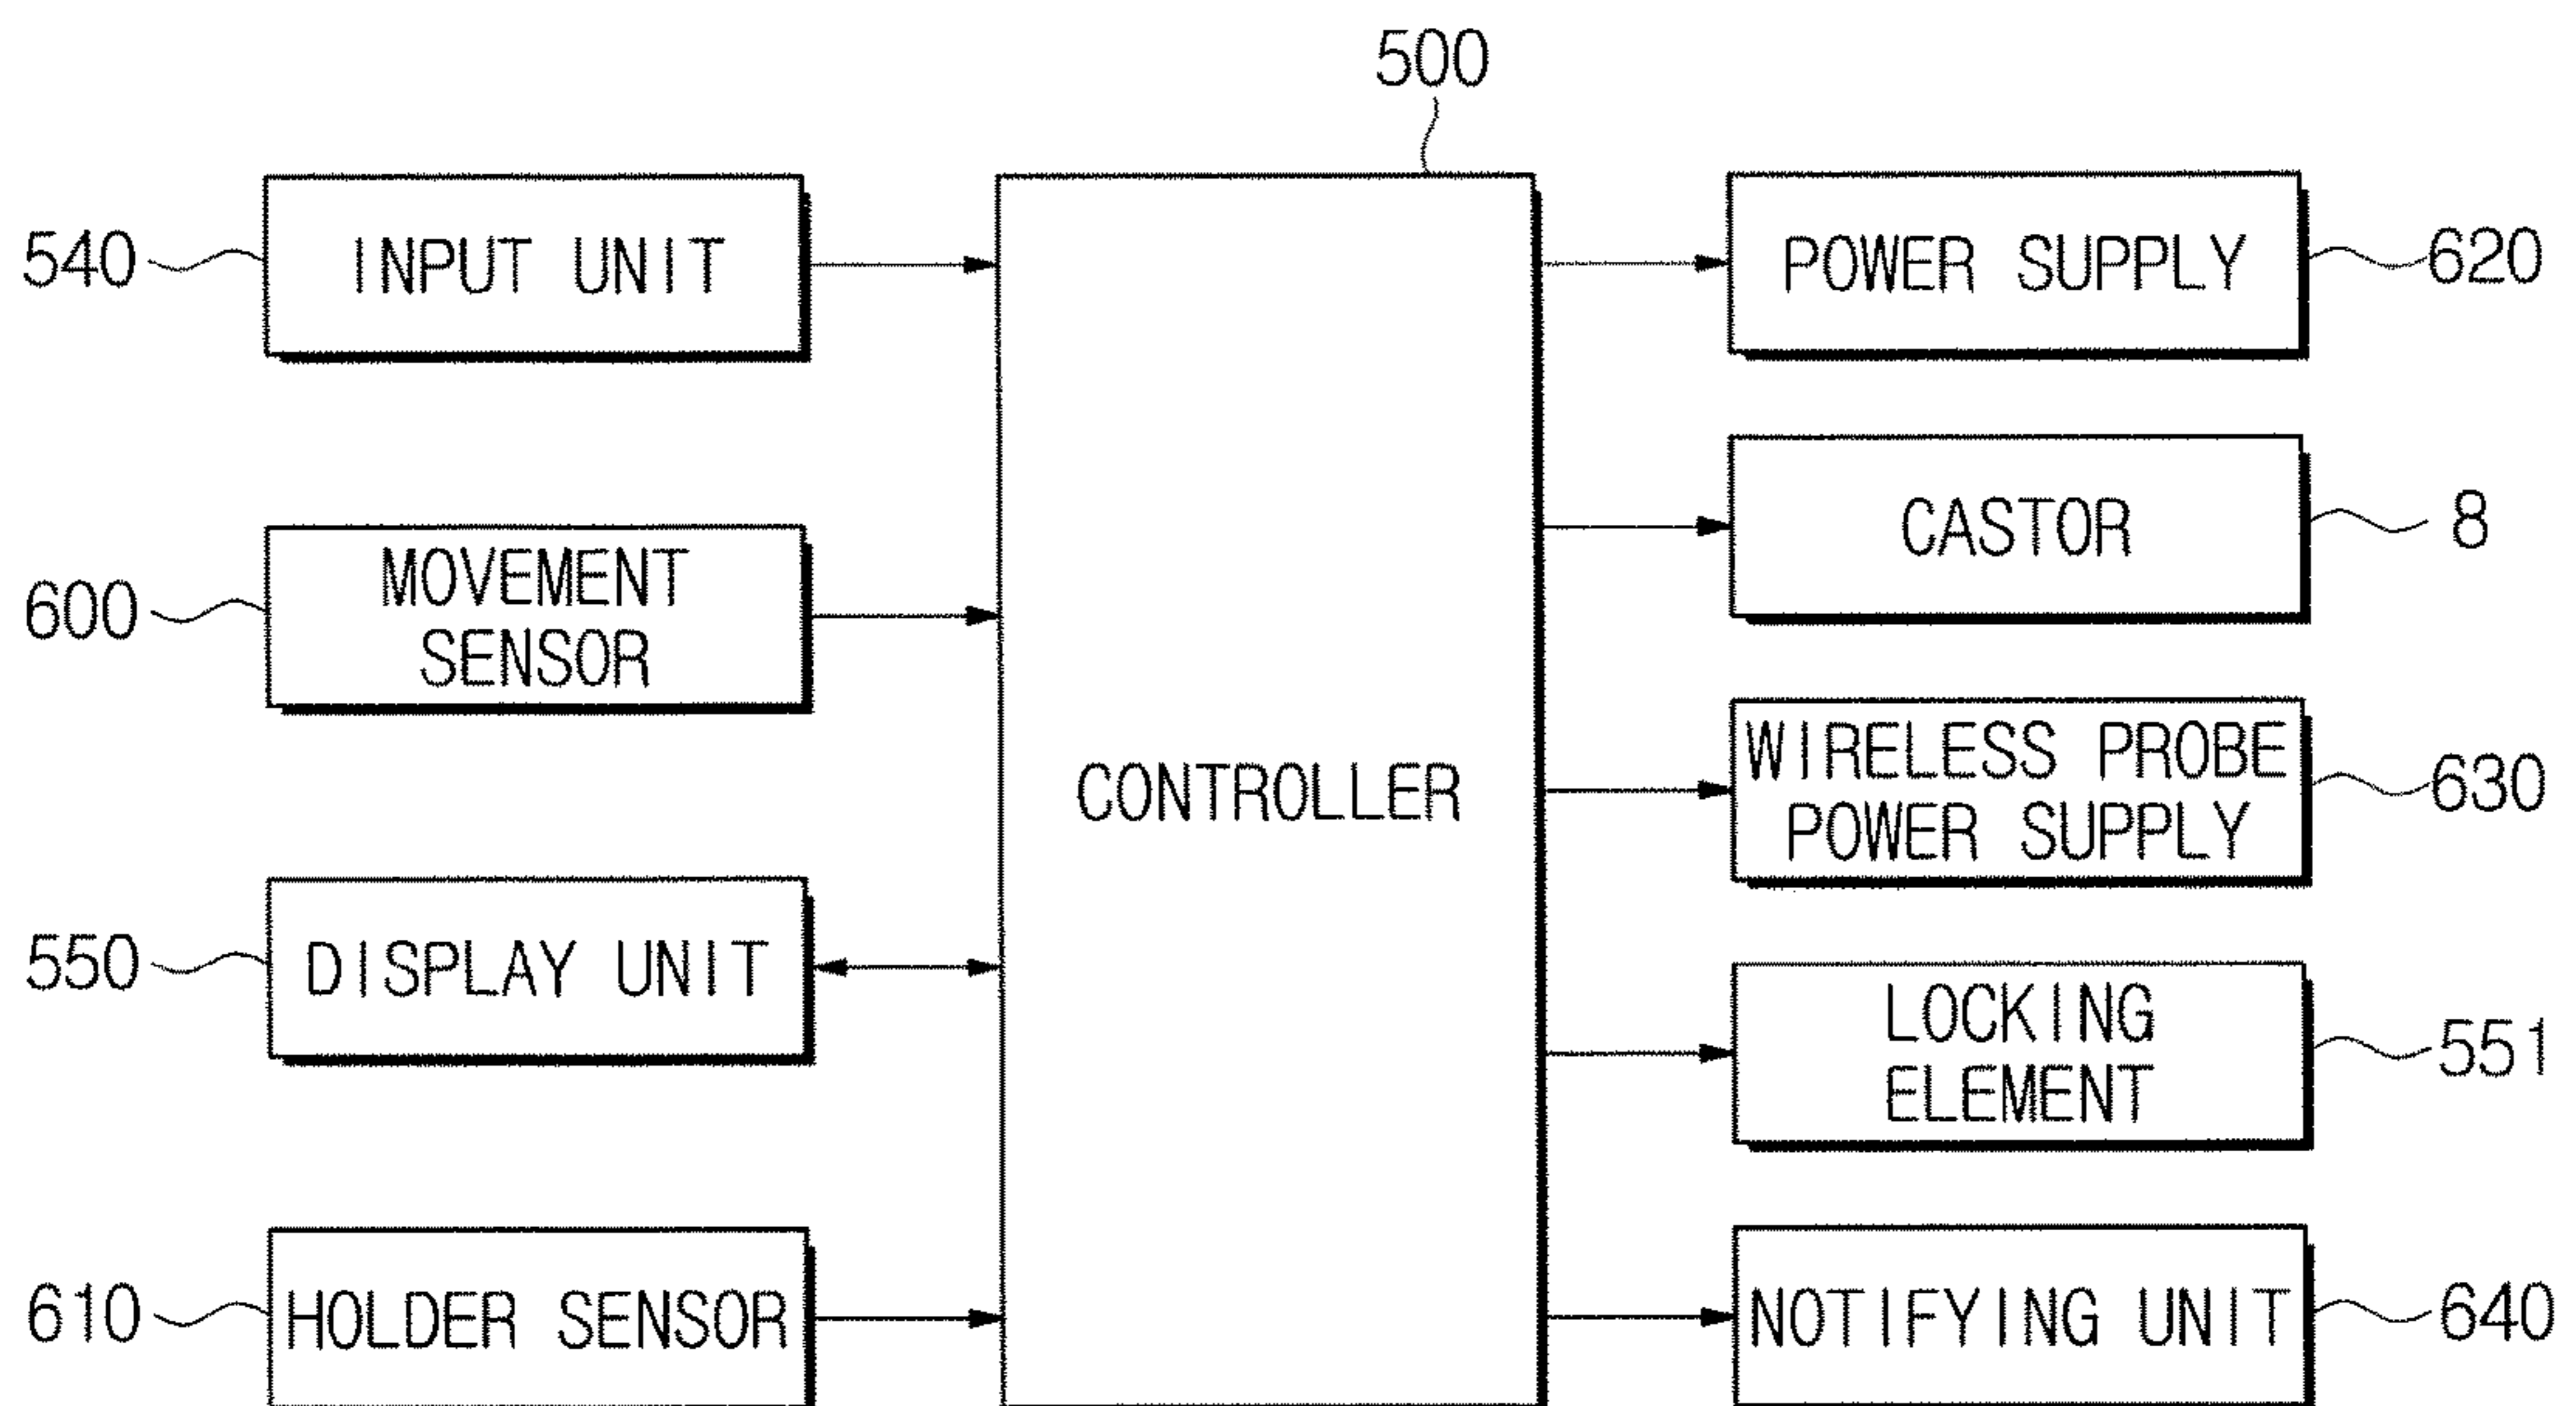 500
540
INPUT UNIT
600
MOVEMENT
SENSOR
550
DISPLAY UNIT
610
HOLDER SENSOR
CONTROLLER
POWER SUPPLY
620
CASTOR
8
WIRELESS PROBE
POWER SUPPLY
630
LOCKING
ELEMENT
551
NOTIFYING UNIT
640